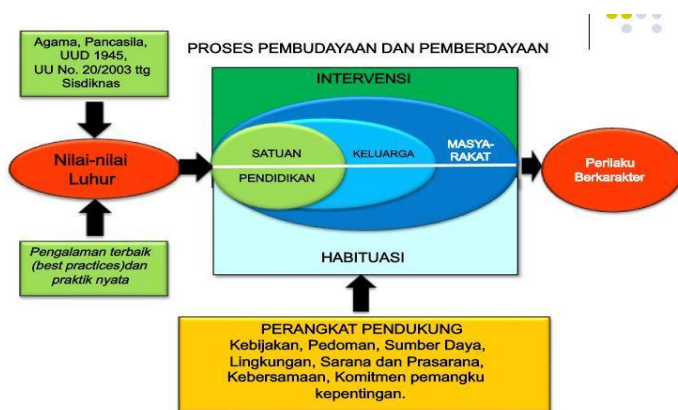 Agama, Pancasila,
UUD 1945,
UU No. 20/2003 ttg
Sisdiknas
Nilai-nilai
Luhur
Pengalaman terbaik
(best practices)dan
praktik nyata
PROSES PEMBUDAYAAN DAN PEMBERDAYAAN
INTERVENSI
SATUAN
PENDIDIKAN
KELUARGA
MASYA-
RAKAT
HABITUASI
Perilaku
Berkarakter
PERANGKAT PENDUKUNG
Kebijakan, Pedoman, Sumber Daya,
Lingkungan, Sarana dan Prasarana,
Kebersamaan, Komitmen pemangku
kepentingan.